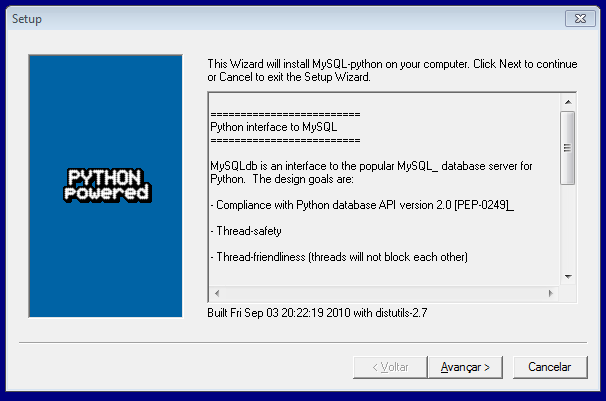 Setup
This Wizard will install MySQL-python on your computer. Click Next to continue
or Cancel to exit the Setup Wizard.
=========================
Python interface to MySQL
=========================
MySQLdb is an interface to the popular MySQL_ database server for
Python.  The design goals are:
- Compliance with Python database API version 2.0 [PEP-0249]_
- Thread-safety
- Thread-friendliness (threads will not block each other)
PYTHON
powered
Built Fri Sep 03 20:22:19 2010 with distutils-2.7
< Voltar
Avançar >
Cancelar